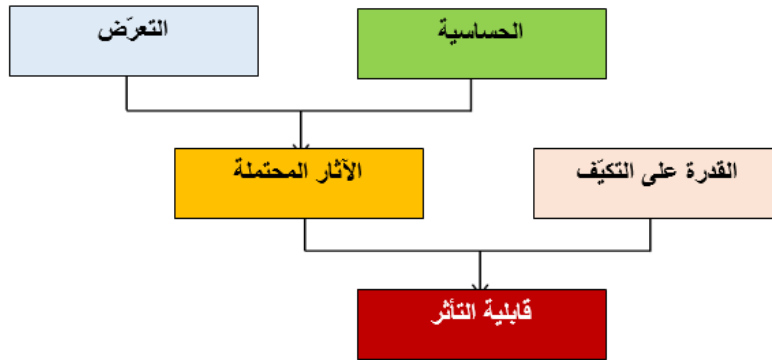 الحساسية
التعرّض
القدرة على التكيّف
الآثار المحتملة
قابلية التأثر